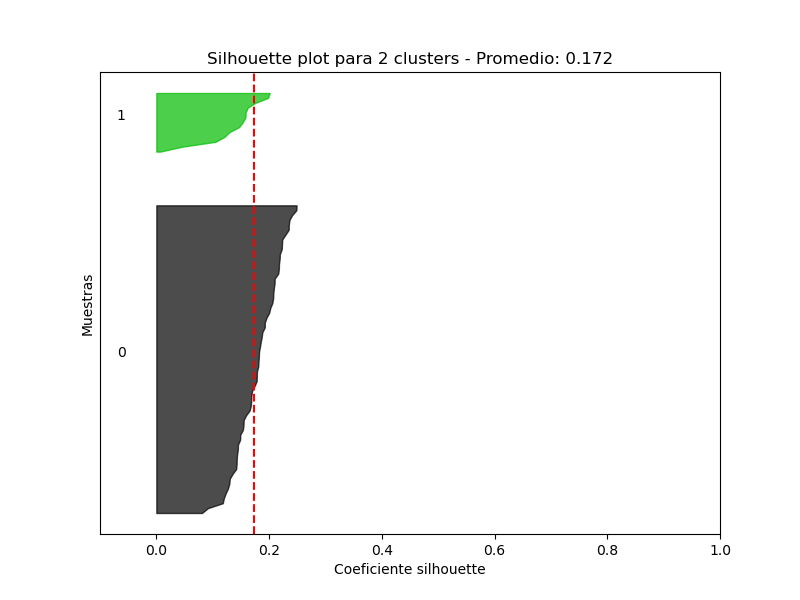 Silhouette plot para 2 clusters - Promedio: 0.172
1
0
Muestras
0.0 0.2 0.4 0.6 0.8 1.0
Coeficiente silhouette